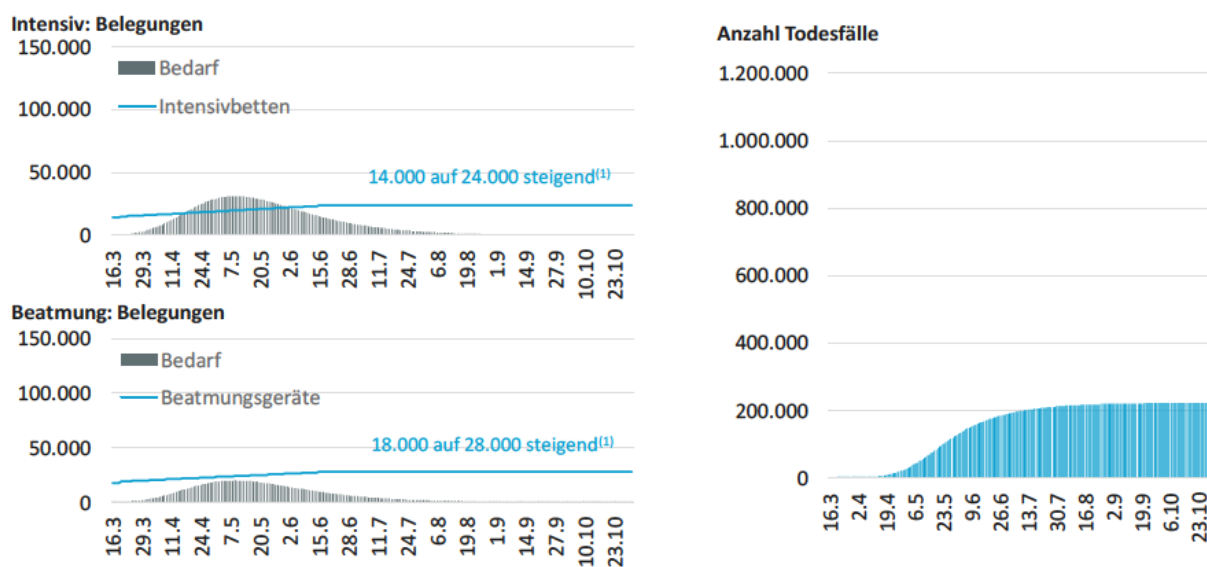 Intensiv: Belegungen
150.000
Bedarf
100.000
Intensivbetten
50.000
14.000 auf 24.000 steigend(1)
0
16.3 29.3 11.4 24.4 7.5 20.5 2.6 15.6 28.6 11.7 24.7 6.8 19.8 1.9 14.9 27.9 10.10 23.10
Beatmung: Belegungen
150.000
Bedarf
100.000
Beatmungsgeräte
50.000
18.000 auf 28.000 steigend(1)
0
16.3 29.3 11.4 24.4 7.5 20.5 2.6 15.6 28.6 11.7 24.7 6.8 19.8 1.9 14.9 27.9 10.10 23.10
Anzahl Todesfälle
1.200.000
1.000.000
800.000
600.000
400.000
200.000
0
16.3 2.4 19.4 6.5 23.5 9.6 26.6 13.7 30.7 16.8 2.9 19.9 6.10 23.10